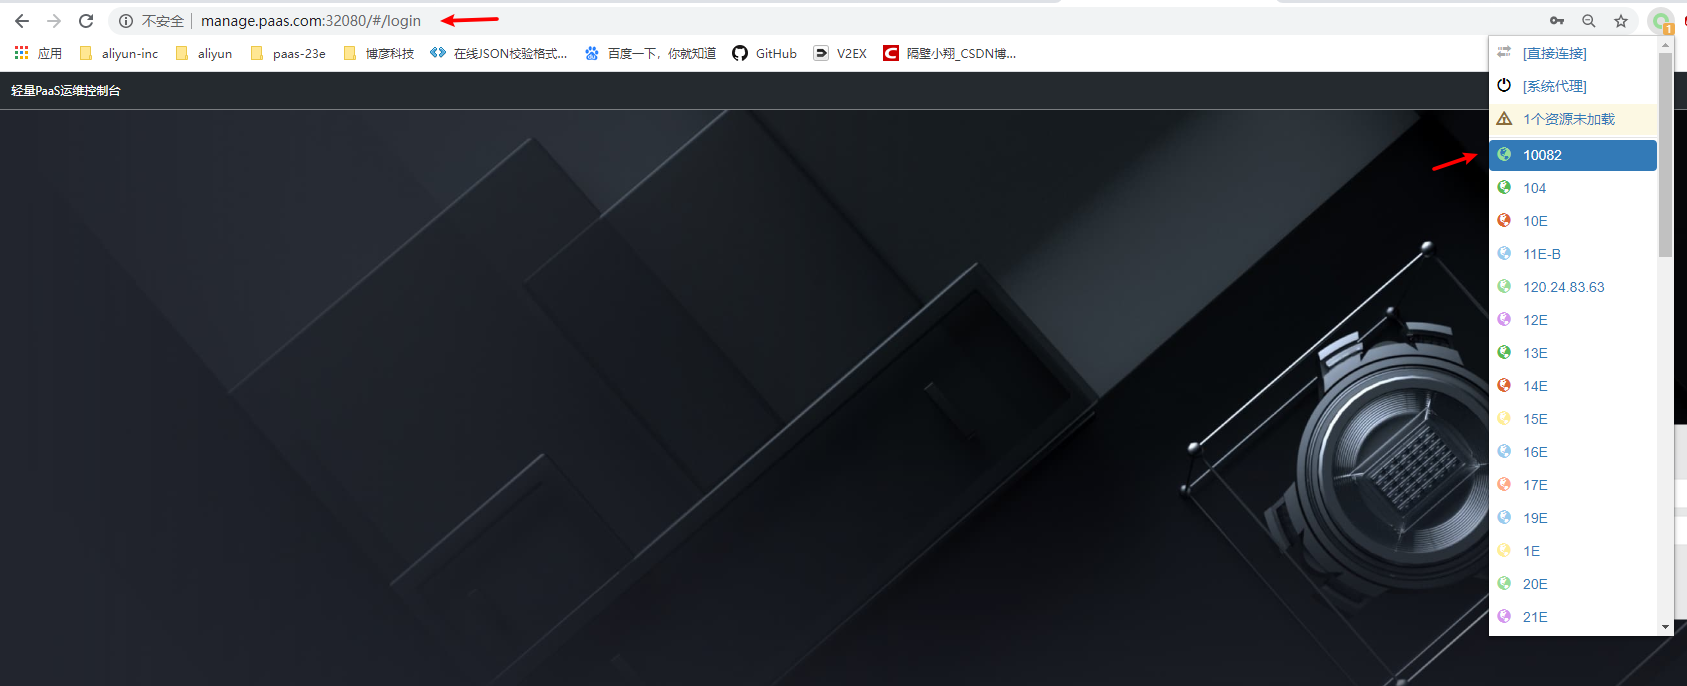 不安全 manage.paas.com:32080/#/login
1
应用 aliyun-inc aliyun paas-23e 博彦科技 在线JSON校验格式... 百度一下，你就知道 GitHub V2EX 隔壁小翔_CSDN博...
轻量PaaS运维控制台
[直接连接]
[系统代理]
1个资源未加载
10082
104
10E
11E-B
120.24.83.63
12E
13E
14E
15E
16E
17E
19E
1E
20E
21E